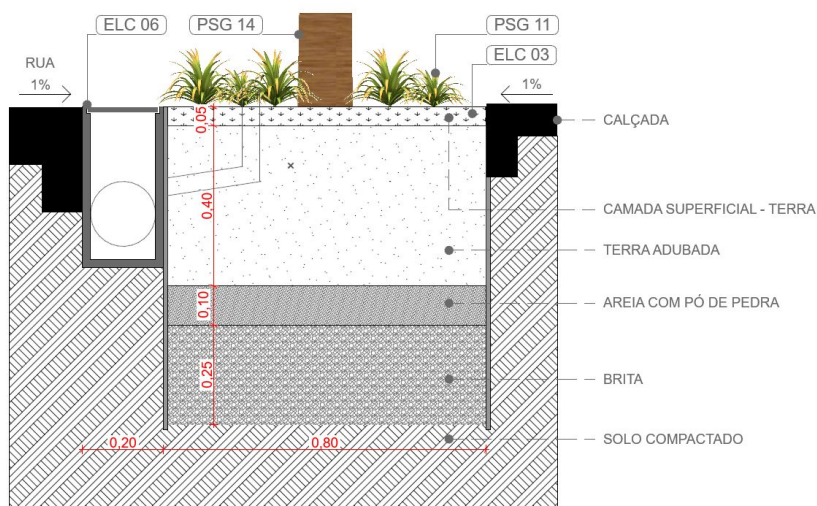 ELC 06
PSG 14
PSG 11
ELC 03
RUA
1%
1%
0,05
CALÇADA
0,40
CAMADA SUPERFICIAL - TERRA
TERRA ADUBADA
0,10
AREIA COM PÓ DE PEDRA
0,25
BRITA
0,20
0,80
SOLO COMPACTADO